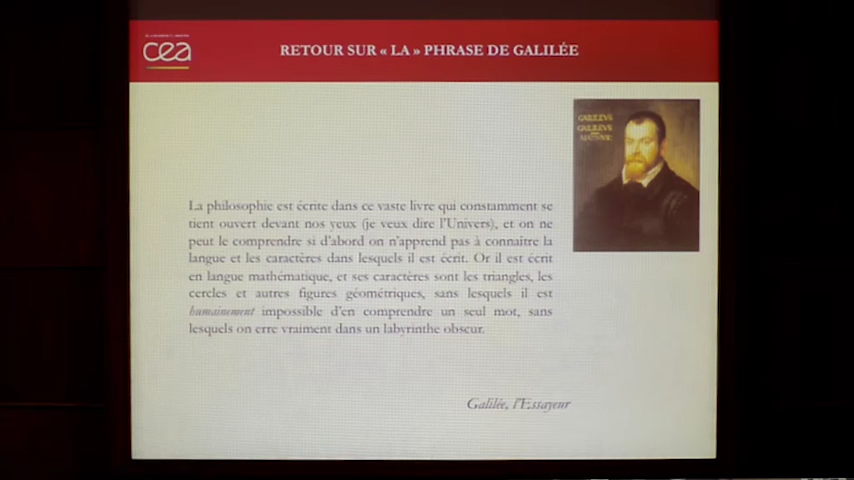 cea
RETOUR SUR « LA » PHRASE DE GALILÉE
GALILEVS
GALILEVS
La philosophie est écrite dans ce vaste livre qui constamment se
tient ouvert devant nos yeux (je veux dire l'Univers), et on ne
peut le comprendre si d'abord on n'apprend pas à connaître la
langue et les caractères dans lesquels il est écrit. Or il est écrit
en langue mathématique, et ses caractères sont les triangles, les
cercles et autres figures géométriques, sans lesquels il est
humainement impossible d'en comprendre un seul mot, sans
lesquels on erre vraiment dans un labyrinthe obscur.
Galilée, l'Essayeur